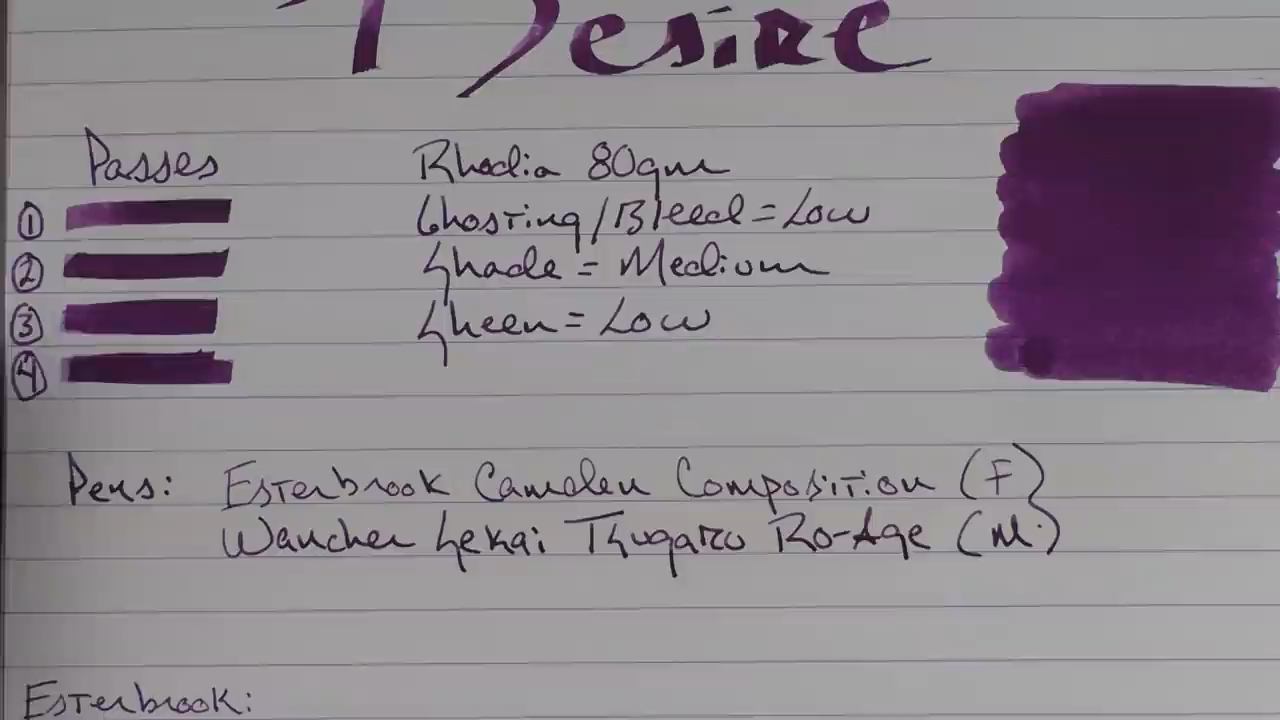 Desire
Passes
Rhodia 80gm
① Ghosting/Bleed = Low
② Shade = Medium
③ Sheen = Low
④
Pens: Esterbrook Camden Composition (F)
Wancher Sekai Tsugaru Ro-Age (M.)
Esterbrook: